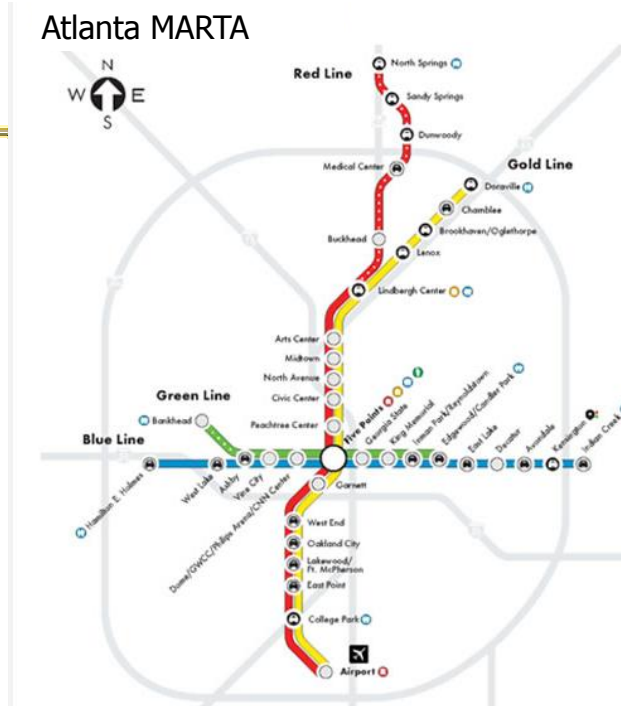 Atlanta MARTA
N
W E
S
Red Line
North Springs
Sandy Springs
Dunwoody
Medical Center
Gold Line
Doraville
Chamblee
Brookhaven/Oglethorpe
Buckhead
Lenox
Lindbergh Center
Arts Center
Midtown
North Avenue
Civic Center
Peachtree Center
Green Line
Bankhead
Blue Line
Hamilton E. Holmes
West Lake
Ashby
Vine City
Dome/GWCC/Philips Arena/CNN Center
Five Points
Georgia State
King Memorial
Inman Park/Reynoldstown
Edgewood/Candler Park
East Lake
Decatur
Avondale
Kensington
Indian Creek
Garnett
West End
Oakland City
Lakewood/
Ft. McPherson
East Point
College Park
Airport